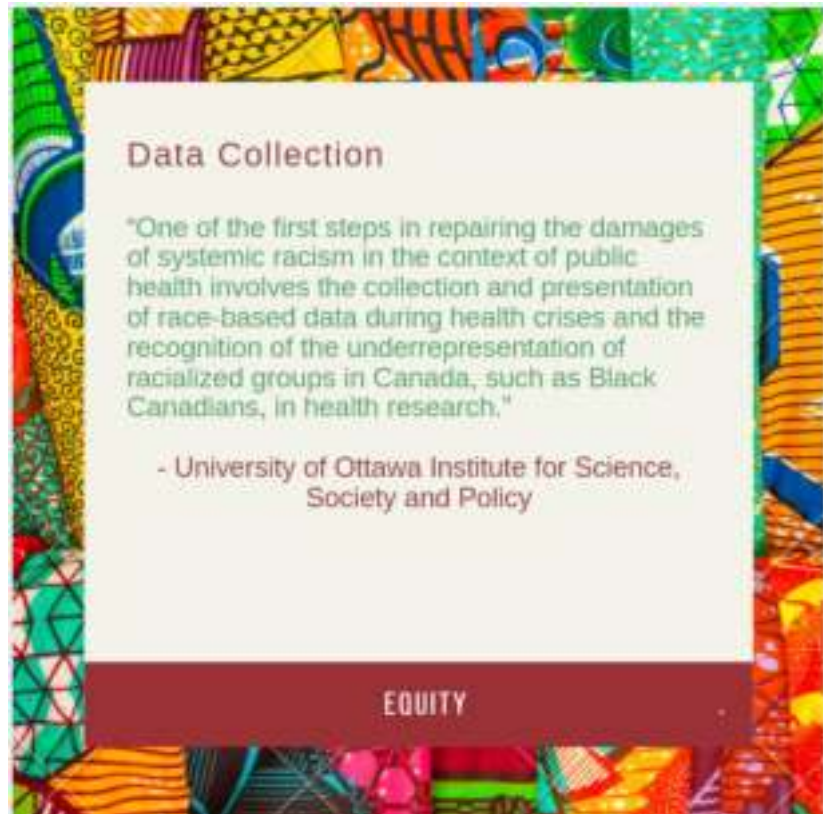 Data Collection
"One of the first steps in repairing the damages
of systemic racism in the context of public
health involves the collection and presentation
of race-based data during health crises and the
recognition of the underrepresentation of
racialized groups in Canada, such as Black
Canadians, in health research."
- University of Ottawa Institute for Science,
Society and Policy
EQUITY